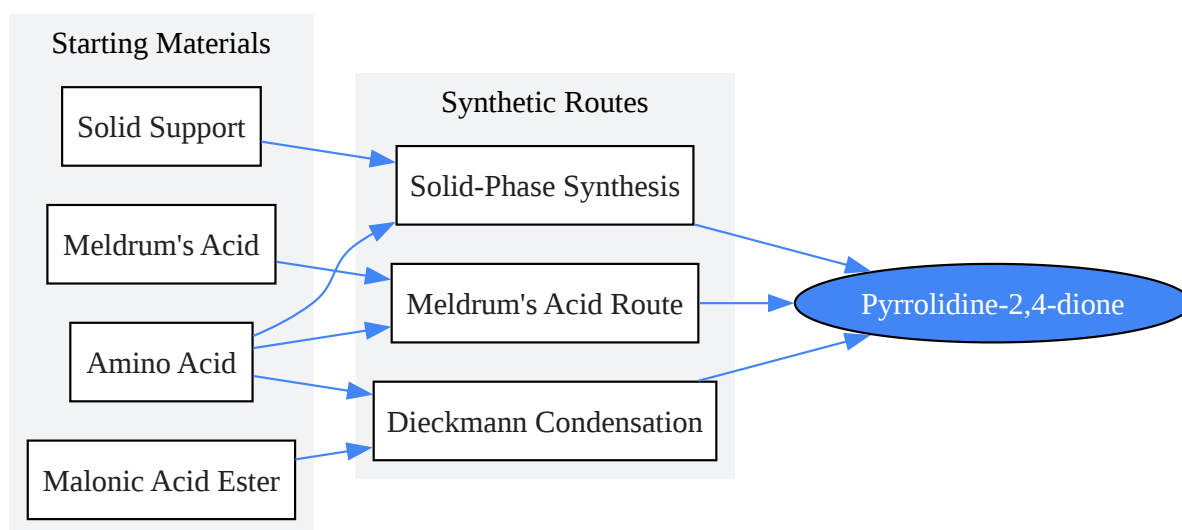 Starting Materials
Solid Support
Meldrum's Acid
Amino Acid
Malonic Acid Ester
Synthetic Routes
Solid-Phase Synthesis
Meldrum's Acid Route
Dieckmann Condensation
Pyrrolidine-2,4-dione